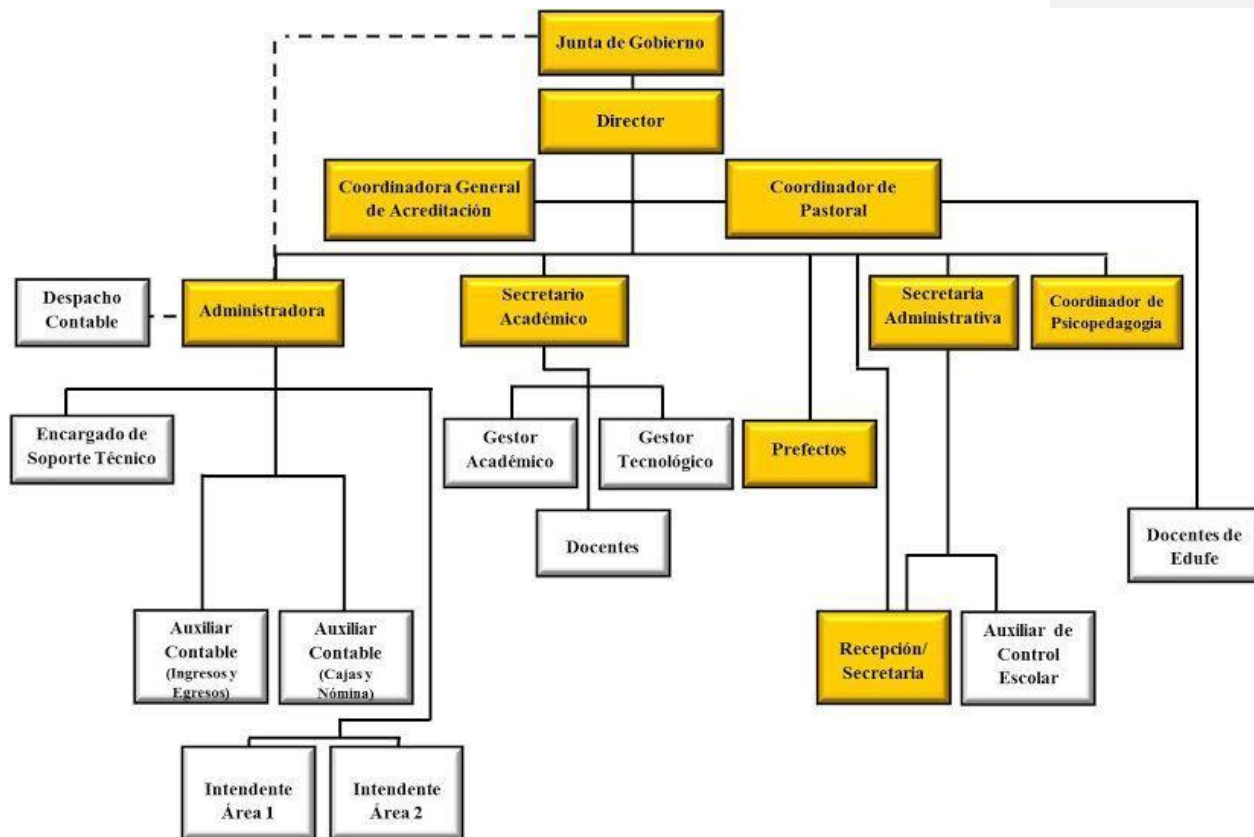 Junta de Gobierno
Director
Coordinadora General
de Acreditación
Coordinador de
Pastoral
Despacho
Contable
Administradora
Secretario
Académico
Secretaria
Administrativa
Coordinador de
Psicopedagogía
Encargado de
Soporte Técnico
Gestor
Académico
Gestor
Tecnológico
Prefectos
Docentes
Docentes de
Edufe
Auxiliar
Contable
(Ingresos y
Egresos)
Auxiliar
Contable
(Cajas y
Nómina)
Recepción/
Secretaria
Auxiliar de
Control
Escolar
Intendente
Área 1
Intendente
Área 2